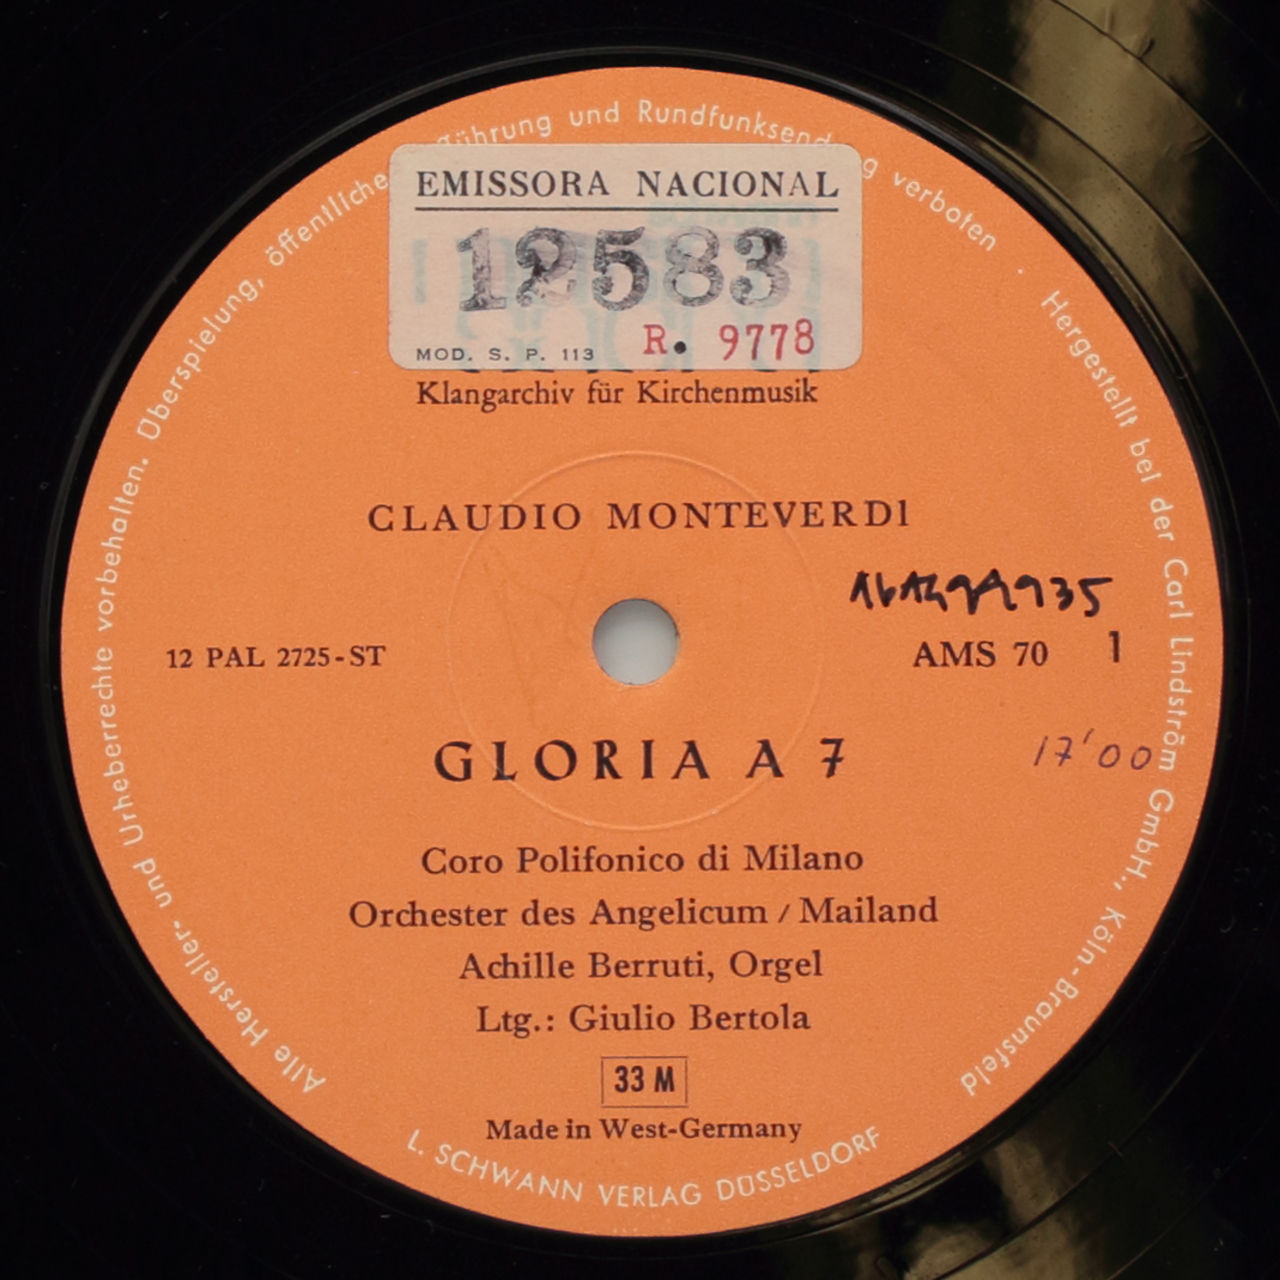 EMISSORA NACIONAL
12583
MOD. S. P. 113 R. 9778
Klangarchiv für Kirchenmusik
CLAUDIO MONTEVERDI
12 PAL 2725-ST
AMS 70 1
GLORIA A 7
17'00
Coro Polifonico di Milano
Orchester des Angelicum / Mailand
Achille Berruti, Orgel
Ltg.: Giulio Bertola
33 M
Made in West-Germany
L. SCHWANN VERLAG DÜSSELDORF
Alle Hersteller- und Urheberrechte vorbehalten. Überspielung, öffentliche führung und Rundfunksend g verboten · Hergestellt bei der Carl Lindström GmbH., Köln-Braunsfeld